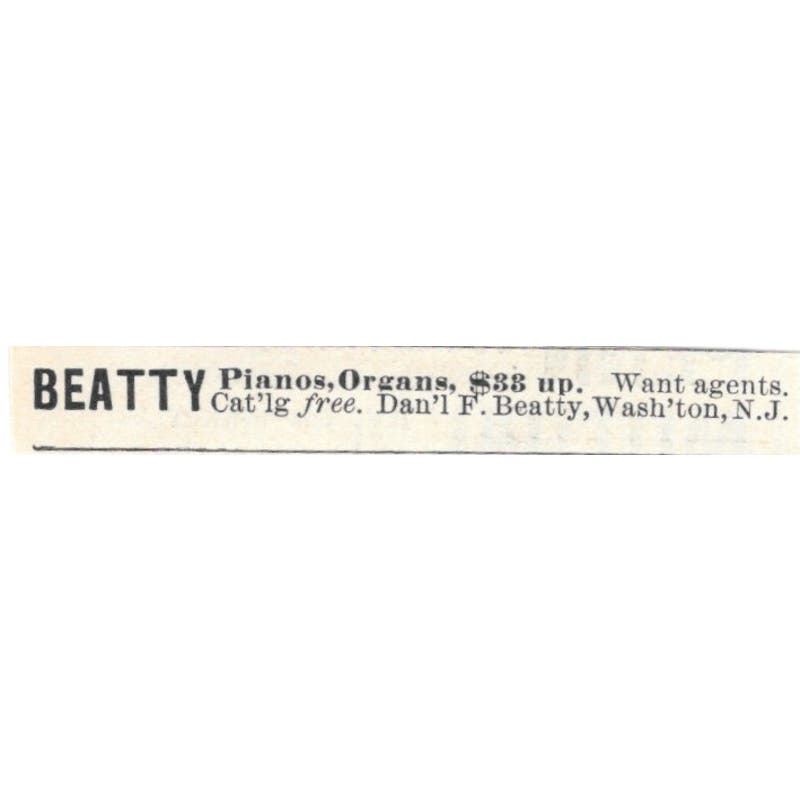 BEATTY Pianos, Organs, $33 up. Want agents.
Cat'lg free. Dan'l F. Beatty, Wash'ton, N.J.